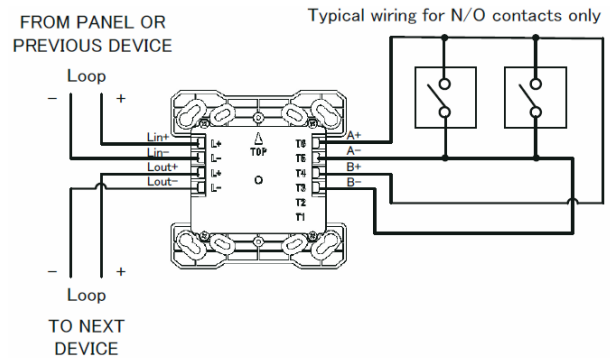 FROM PANEL OR
PREVIOUS DEVICE
Typical wiring for N/O contacts only
Loop
− +
Lin+
Lin−
Lout+
Lout−
L+
L−
L+
L−
TOP
T6
T5
T4
T3
T2
T1
A+
A−
B+
B−
− +
Loop
TO NEXT
DEVICE